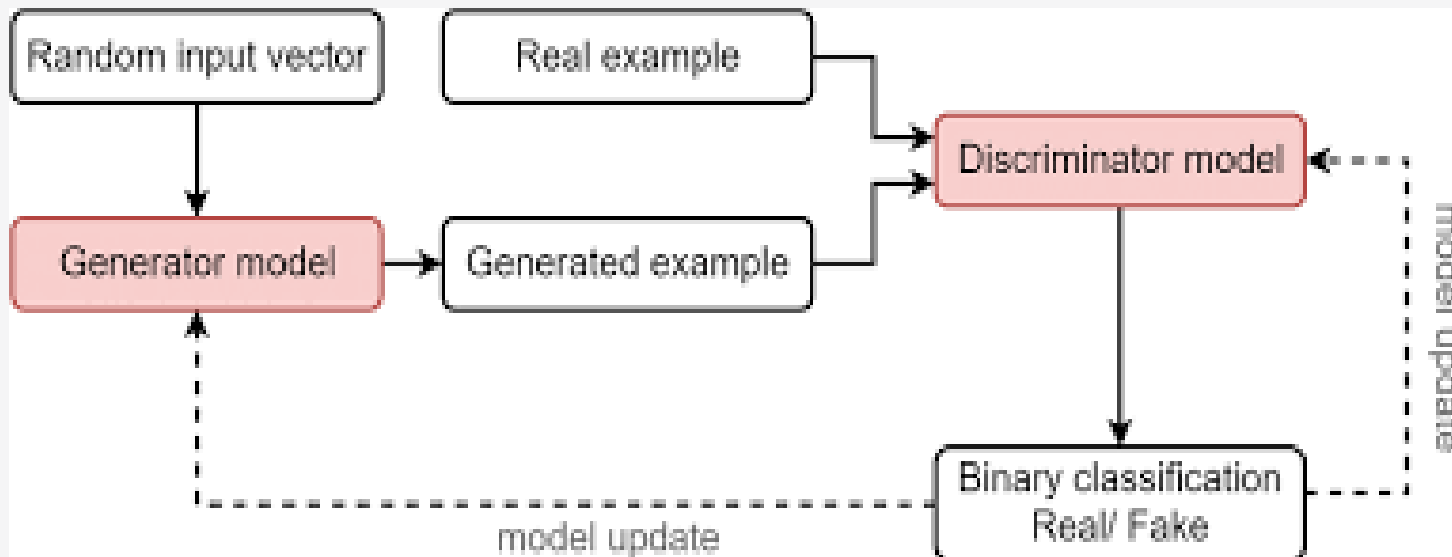 Random input vector
Real example
Discriminator model
Generator model
Generated example
model update
Binary classification
Real/ Fake
model update